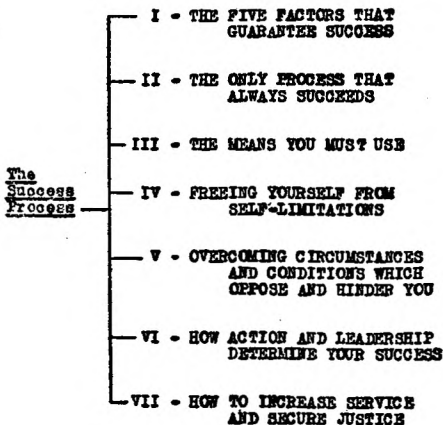 I - THE FIVE FACTORS THAT
GUARANTEE SUCCESS
II - THE ONLY PROCESS THAT
ALWAYS SUCCEEDS
III - THE MEANS YOU MUST USE
The
Success
Process
IV - FREEING YOURSELF FROM
SELF-LIMITATIONS
V - OVERCOMING CIRCUMSTANCES
AND CONDITIONS WHICH
OPPOSE AND HINDER YOU
VI - HOW ACTION AND LEADERSHIP
DETERMINE YOUR SUCCESS
VII - HOW TO INCREASE SERVICE
AND SECURE JUSTICE